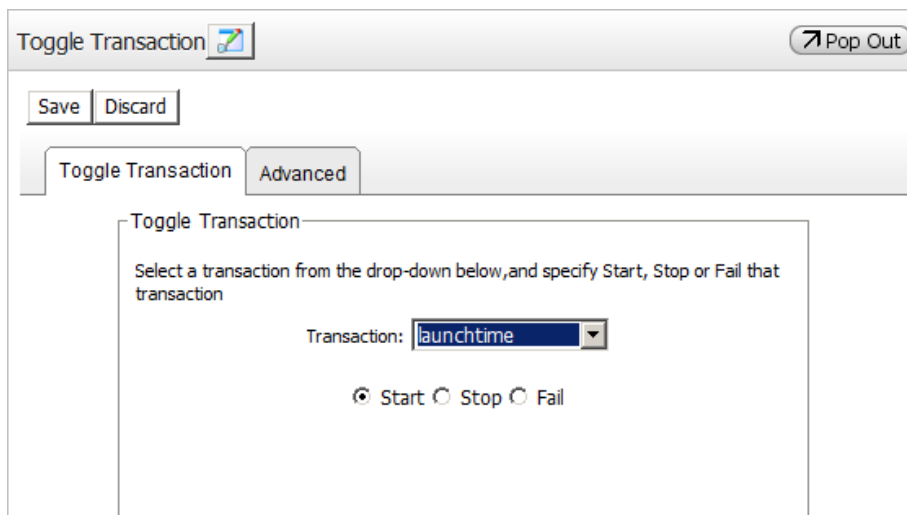 Toggle Transaction
Pop Out
Save Discard
Toggle Transaction Advanced
Toggle Transaction
Select a transaction from the drop-down below,and specify Start, Stop or Fail that
transaction
Transaction: launchtime
Start Stop Fail